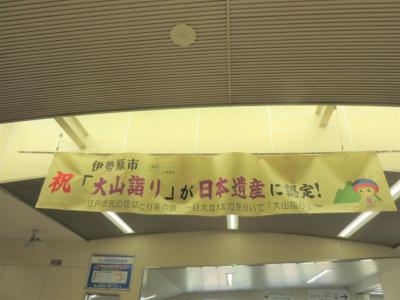 伊勢原市
祝「大山詣り」が日本遺産に認定!
江戸庶民の信仰と行楽の地 ～巨大な木太刀を担いで「大山詣り」～